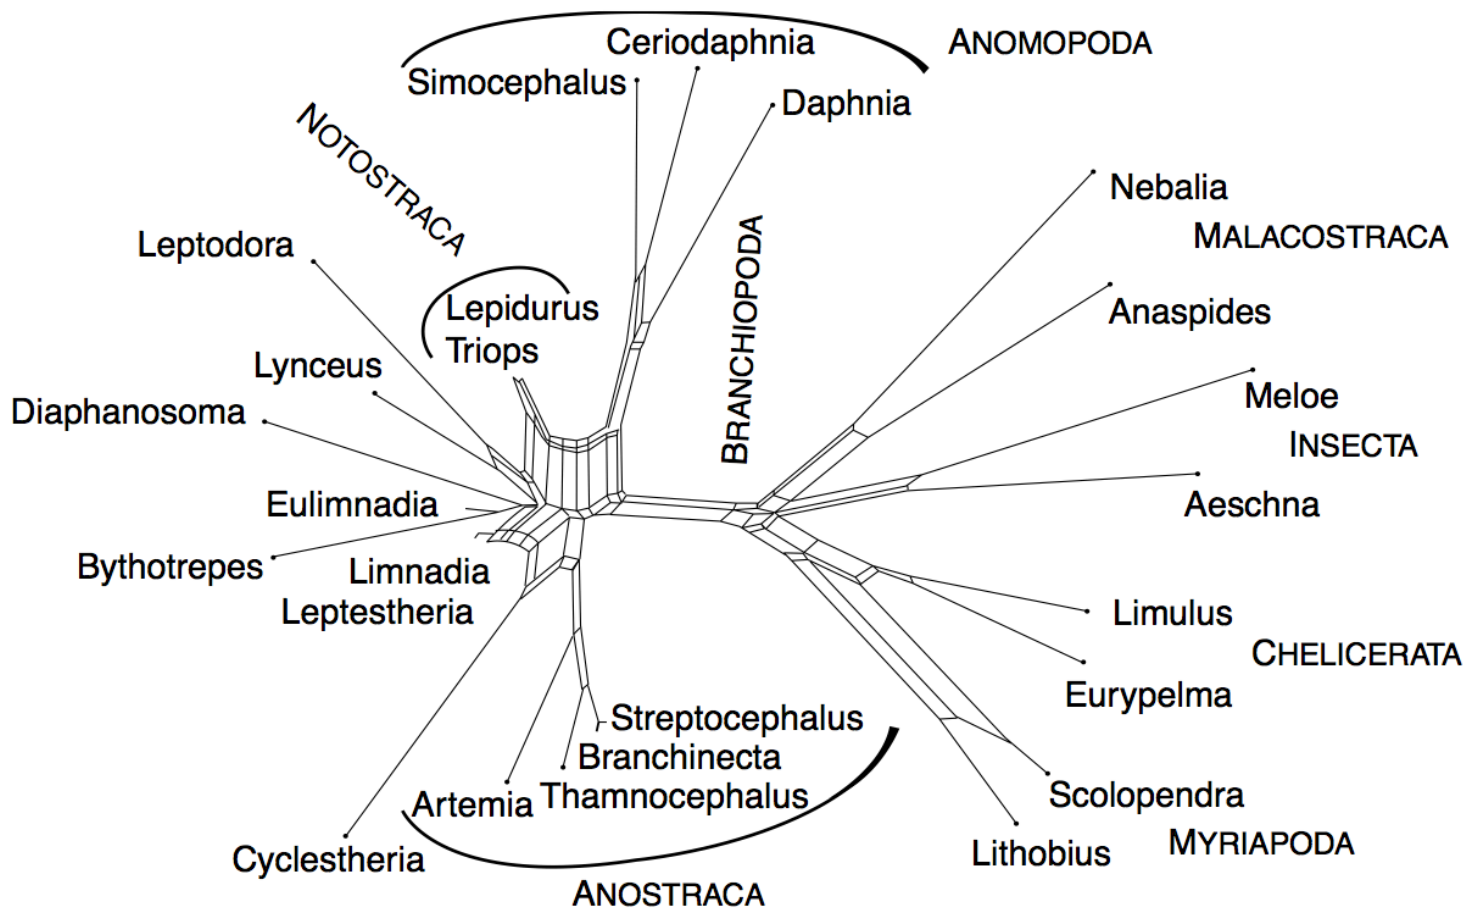 Ceriodaphnia
ANOMOPODA
Simocephalus
Daphnia
NOTOSTRACA
Nebalia
MALACOSTRACA
Leptodora
BRANCHIOPODA
Lepidurus
Anaspides
Triops
Lynceus
Meloe
Diaphanosoma
INSECTA
Eulimnadia
Aeschna
Bythotrepes
Limnadia
Leptestheria
Limulus
CHELICERATA
Eurypelma
Streptocephalus
Branchinecta
Artemia
Thamnocephalus
Scolopendra
Cyclestheria
Lithobius
MYRIAPODA
ANOSTRACA